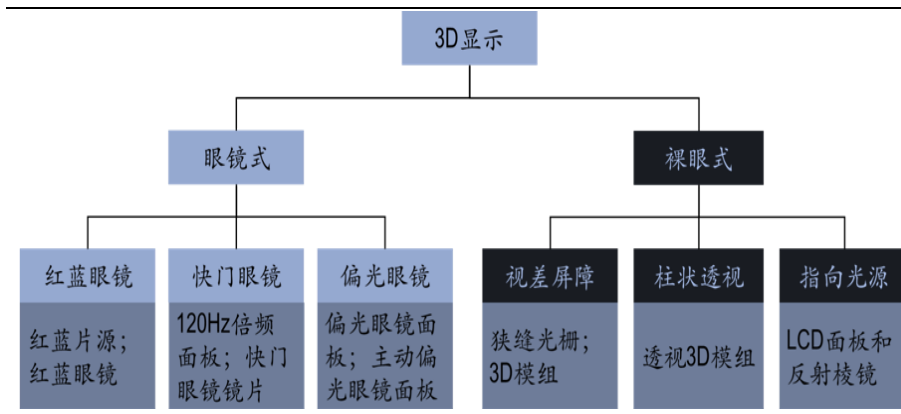 3D显示
眼镜式
裸眼式
红蓝眼镜
快门眼镜
偏光眼镜
视差屏障
柱状透视
指向光源
红蓝片源；
红蓝眼镜
120Hz倍频
面板；快门
眼镜镜片
偏光眼镜面
板；主动偏
光眼镜面板
狭缝光栅；
3D模组
透视3D模组
LCD面板和
反射棱镜